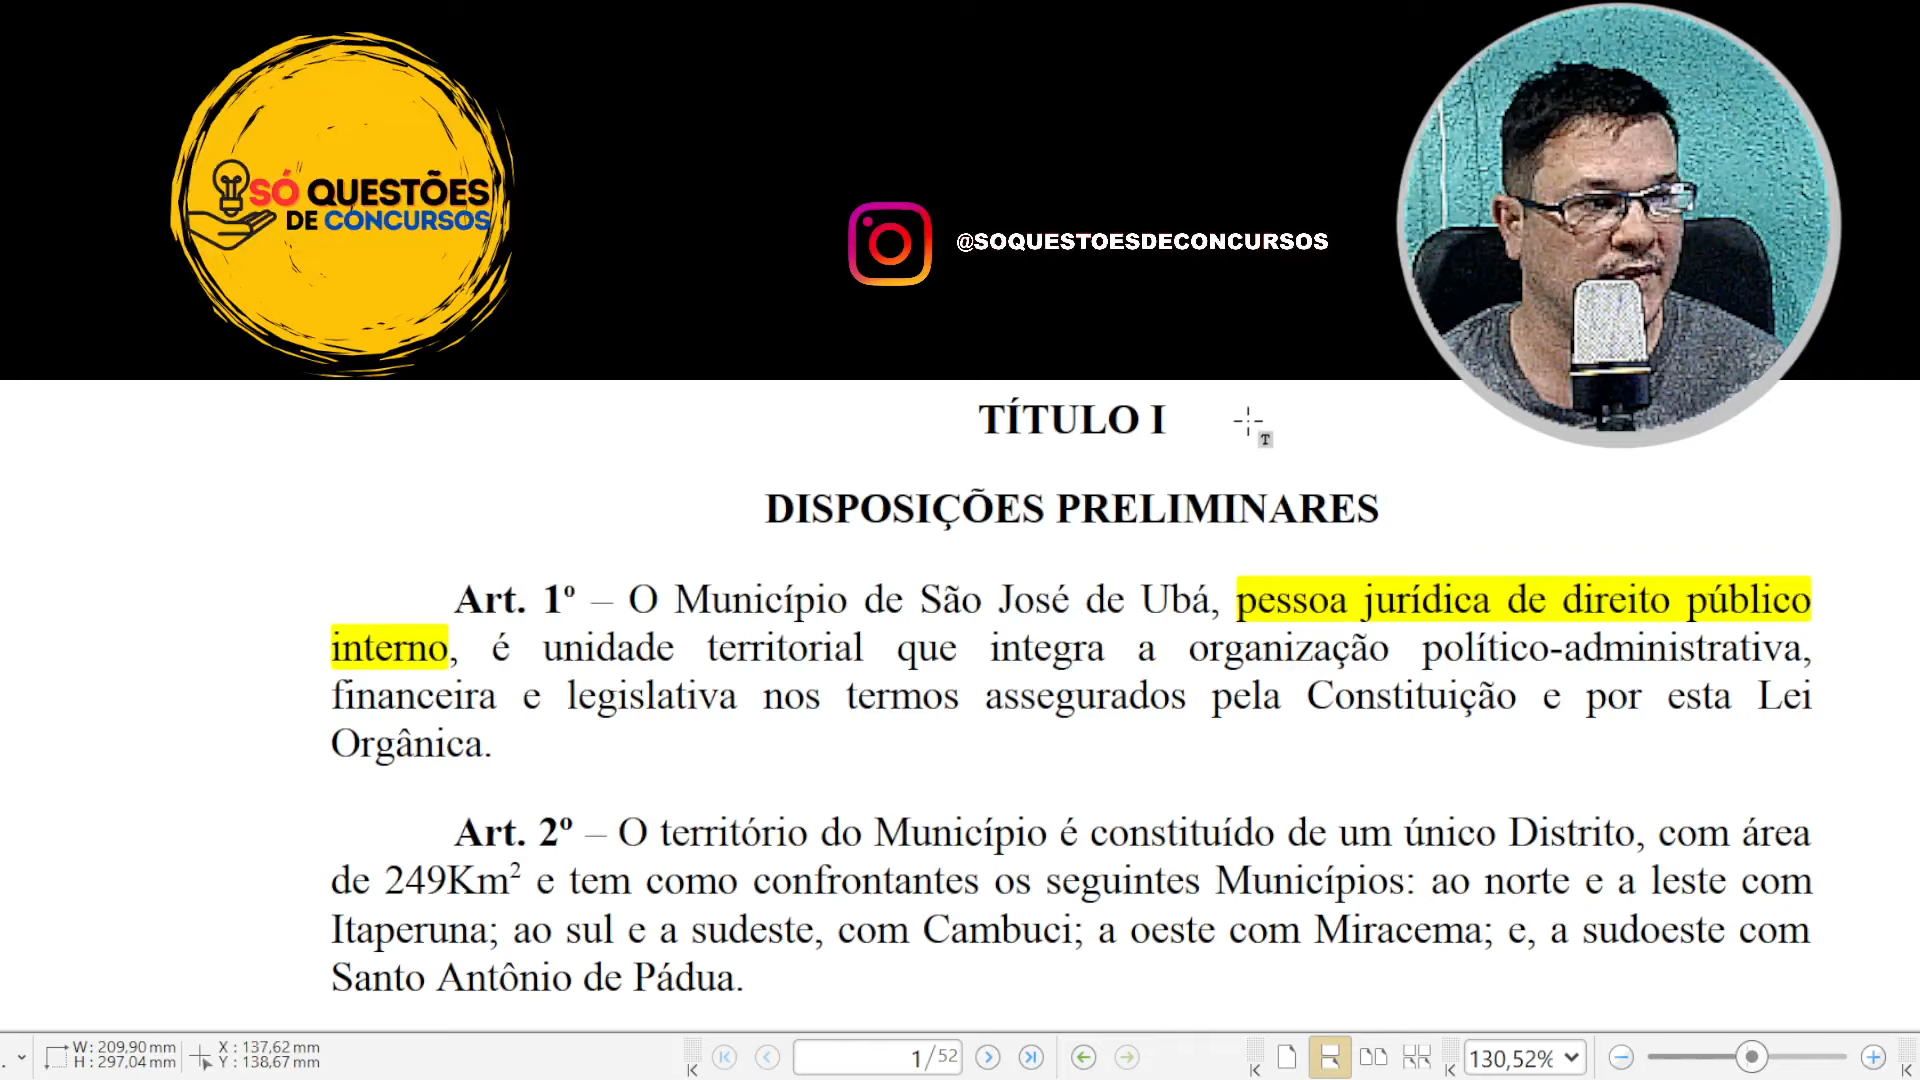 SÓ QUESTÕES
DE CONCURSOS
@SOQUESTOESDECONCURSOS
TÍTULO I
DISPOSIÇÕES PRELIMINARES
Art. 1º – O Município de São José de Ubá, pessoa jurídica de direito público
interno, é unidade territorial que integra a organização político-administrativa,
financeira e legislativa nos termos assegurados pela Constituição e por esta Lei
Orgânica.
Art. 2º – O território do Município é constituído de um único Distrito, com área
de 249Km² e tem como confrontantes os seguintes Municípios: ao norte e a leste com
Itaperuna; ao sul e a sudeste, com Cambuci; a oeste com Miracema; e, a sudoeste com
Santo Antônio de Pádua.
W: 209,90 mm X : 137,62 mm
H: 297,04 mm Y : 138,67 mm
1/52
130,52%